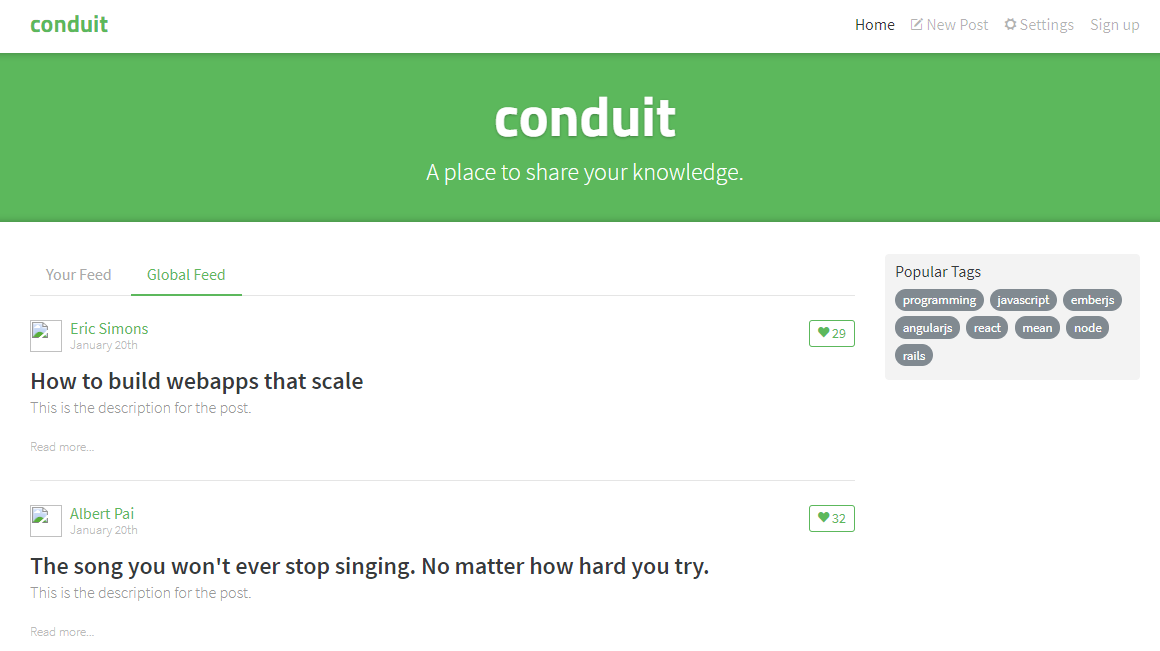 conduit
Home New Post Settings Sign up
conduit
A place to share your knowledge.
Your Feed Global Feed
Eric Simons
January 20th
29
How to build webapps that scale
This is the description for the post.
Read more...
Albert Pai
January 20th
32
The song you won't ever stop singing. No matter how hard you try.
This is the description for the post.
Read more...
Popular Tags
programming javascript emberjs
angularjs react mean node
rails